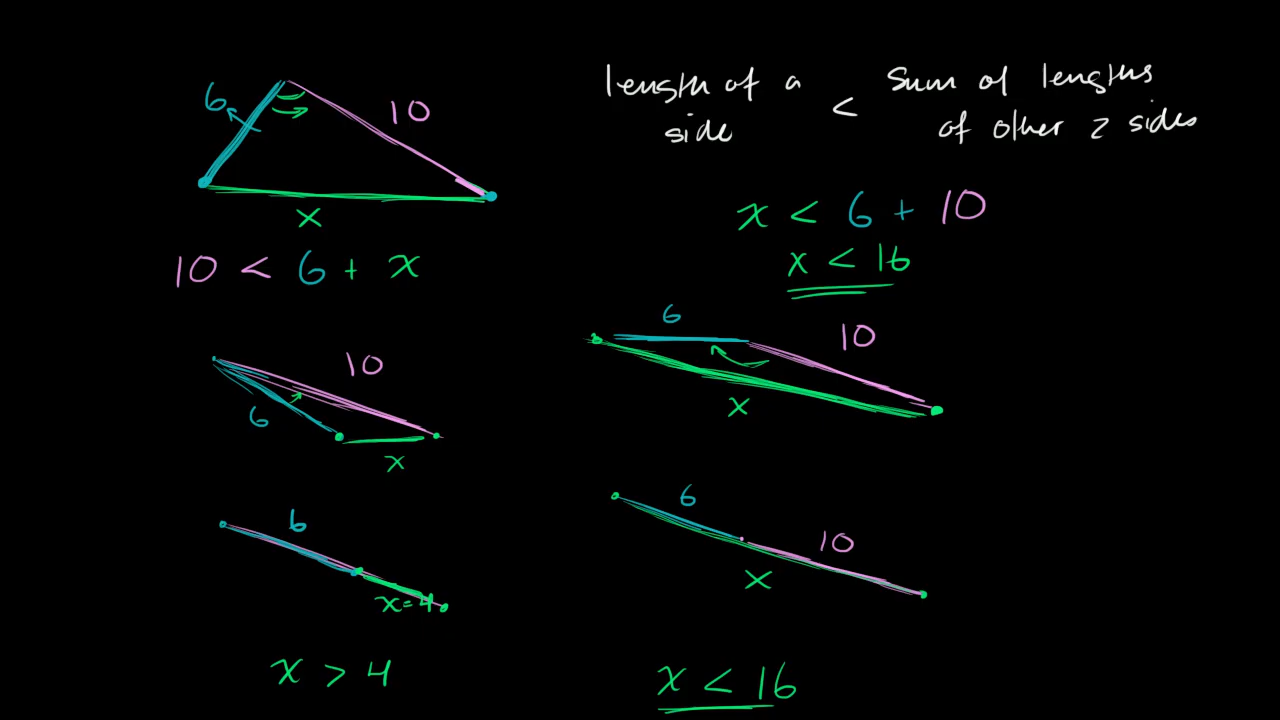 6
10
x
10 < 6 + x
length of a side < sum of lengths of other 2 sides
x < 6 + 10
x < 16
10
6
x
6
10
x
6
x=4
6
10
x
x > 4
x < 16